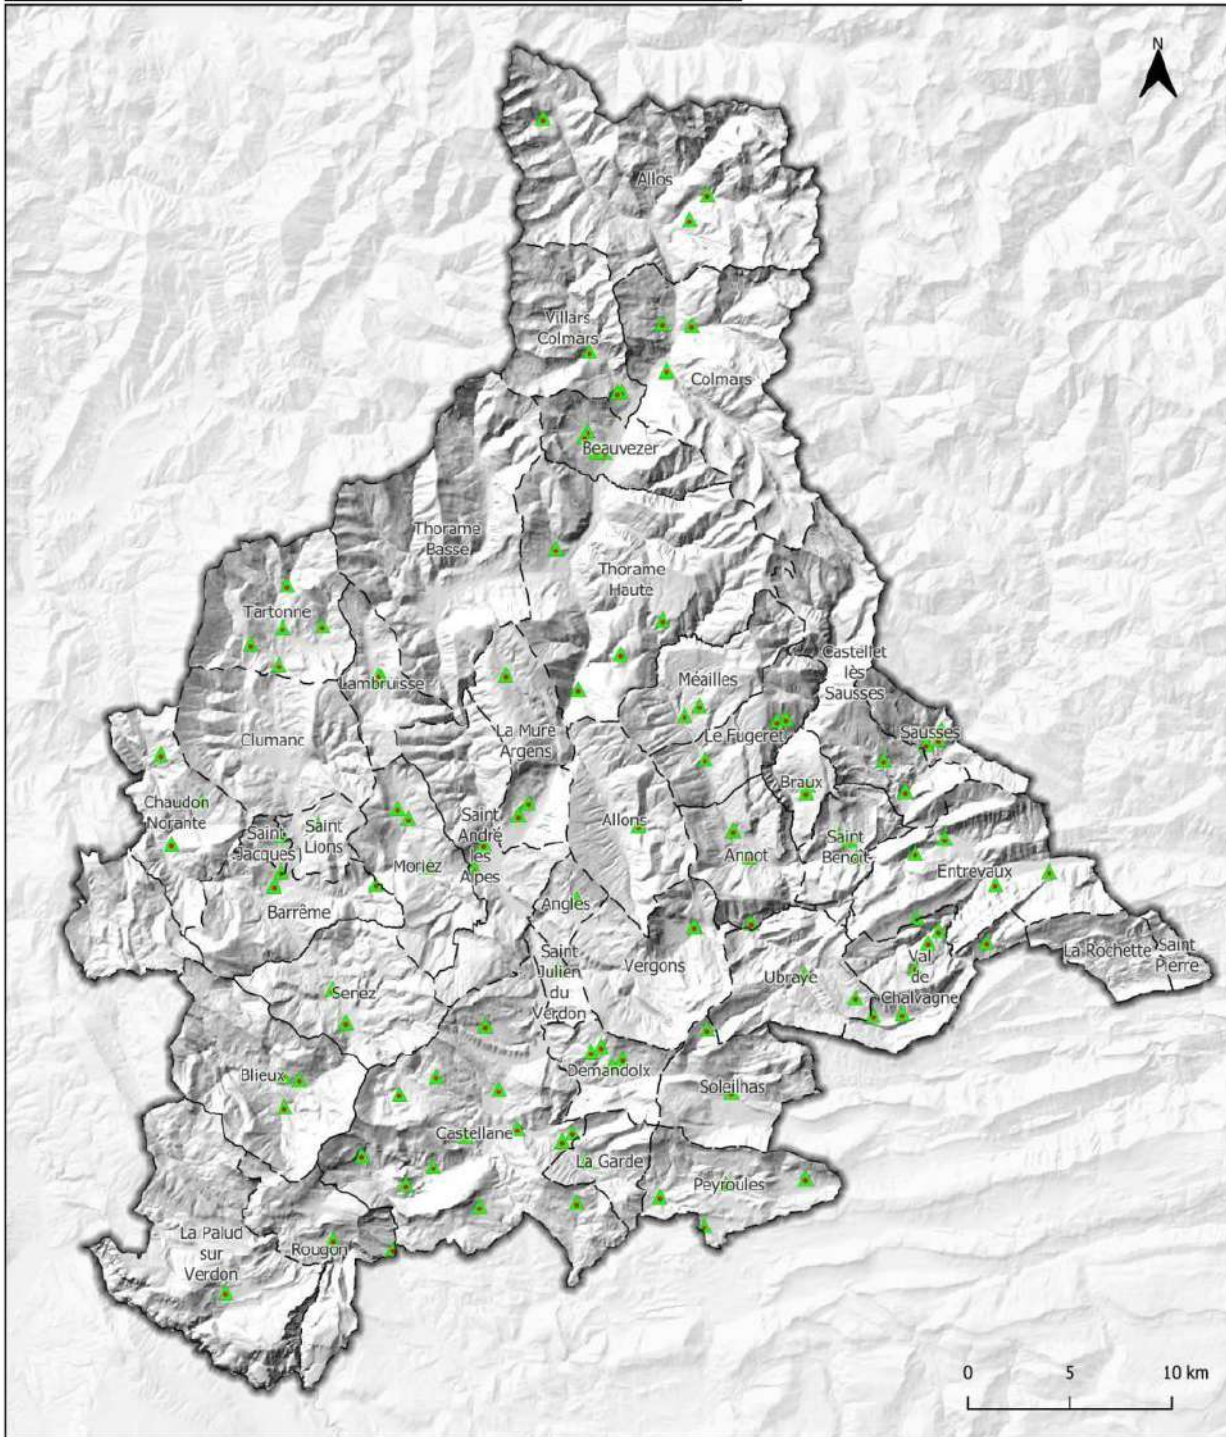 N
Allos
Villars
Colmars
Colmars
Beauvezer
Thorame
Basse
Thorame
Haute
Tartonne
Castellet
lès
Sausses
Lambruisse
Méailles
La Mure
Argens
Le Fugeret
Sausses
Clumanc
Braux
Chaudon
Norante
Saint
Jacques
Saint
Lions
Saint
André
les
Alpes
Allons
Annot
Saint
Benoît
Moriez
Entrevaux
Barrême
Angles
Saint
Julien
du
Verdon
Vergons
Ubraye
Val
de
Chalvagne
La Rochette
Saint
Pierre
Senez
Blieux
Demandolx
Soleilhas
Castellane
La Garde
Peyroules
La Palud
sur
Verdon
Rougon
0 5 10 km